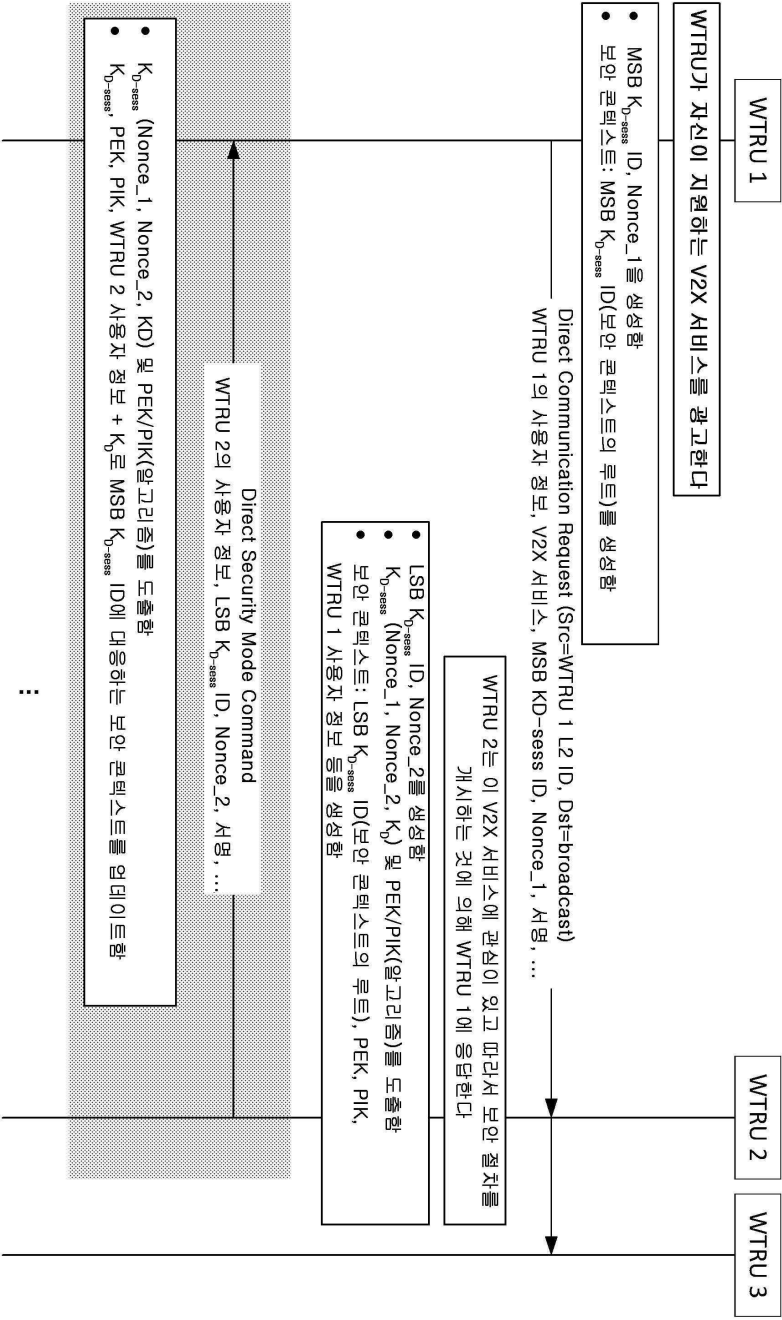 WTRU 1
WTRU 2
WTRU 3
WTRU가 자신이 지원하는 V2X 서비스를 광고한다
• MSB K_D-sess ID, Nonce_1을 생성함
• 보안 콘텍스트: MSB K_D-sess ID(보안 콘텍스트의 루트)를 생성함
Direct Communication Request (Src=WTRU 1 L2 ID, Dst=broadcast)
WTRU 1의 사용자 정보, V2X 서비스, MSB KD-sess ID, Nonce_1, 서명, ...
WTRU 2는 이 V2X 서비스에 관심이 있고 따라서 보안 절차를
개시하는 것에 의해 WTRU 1에 응답한다
• LSB K_D-sess ID, Nonce_2를 생성함
• K_D-sess (Nonce_1, Nonce_2, K_D) 및 PEK/PIK(알고리즘)를 도출함
• 보안 콘텍스트: LSB K_D-sess ID(보안 콘텍스트의 루트), PEK, PIK,
WTRU 1 사용자 정보 등을 생성함
Direct Security Mode Command
WTRU 2의 사용자 정보, LSB K_D-sess ID, Nonce_2, 서명, ...
• K_D-sess (Nonce_1, Nonce_2, KD) 및 PEK/PIK(알고리즘)를 도출함
• K_D-sess, PEK, PIK, WTRU 2 사용자 정보 + K_D로 MSB K_D-sess ID에 대응하는 보안 콘텍스트를 업데이트함
...